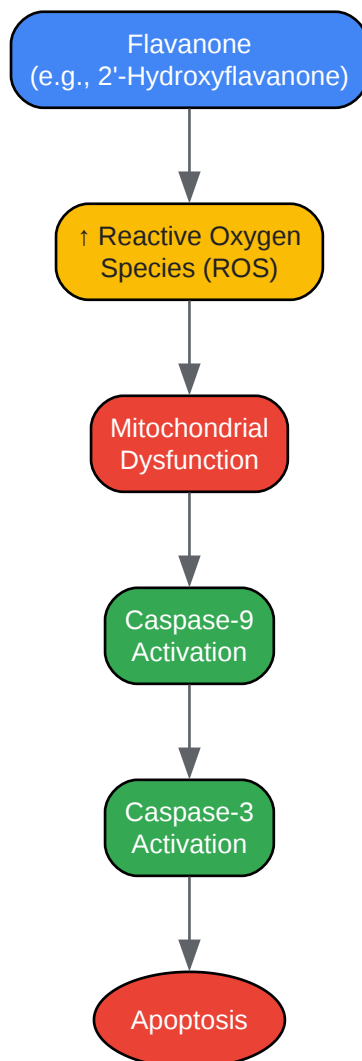 Flavanone
(e.g., 2'-Hydroxyflavanone)
↑ Reactive Oxygen
Species (ROS)
Mitochondrial
Dysfunction
Caspase-9
Activation
Caspase-3
Activation
Apoptosis